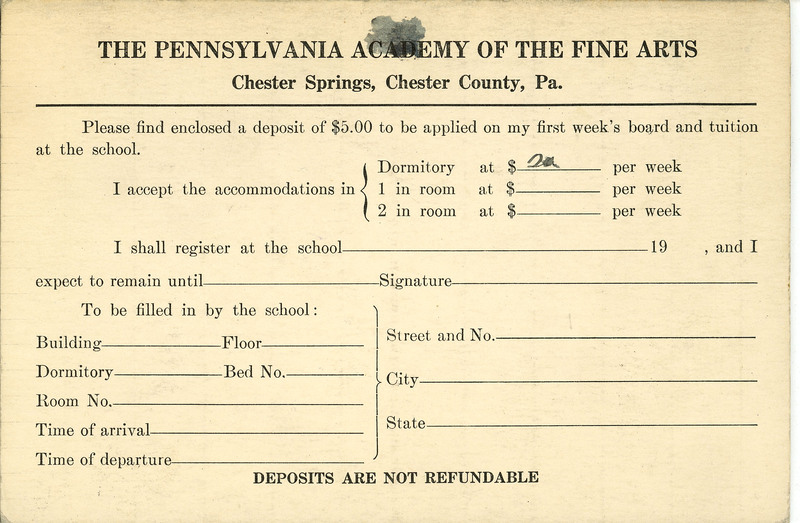 THE PENNSYLVANIA ACADEMY OF THE FINE ARTS
Chester Springs, Chester County, Pa.
Please find enclosed a deposit of $5.00 to be applied on my first week's board and tuition
at the school.
I accept the accommodations in
Dormitory at $ per week
1 in room at $ per week
2 in room at $ per week
I shall register at the school 19 , and I
expect to remain until Signature
To be filled in by the school:
Building Floor
Dormitory Bed No.
Room No.
Time of arrival
Time of departure
Street and No.
City
State
DEPOSITS ARE NOT REFUNDABLE